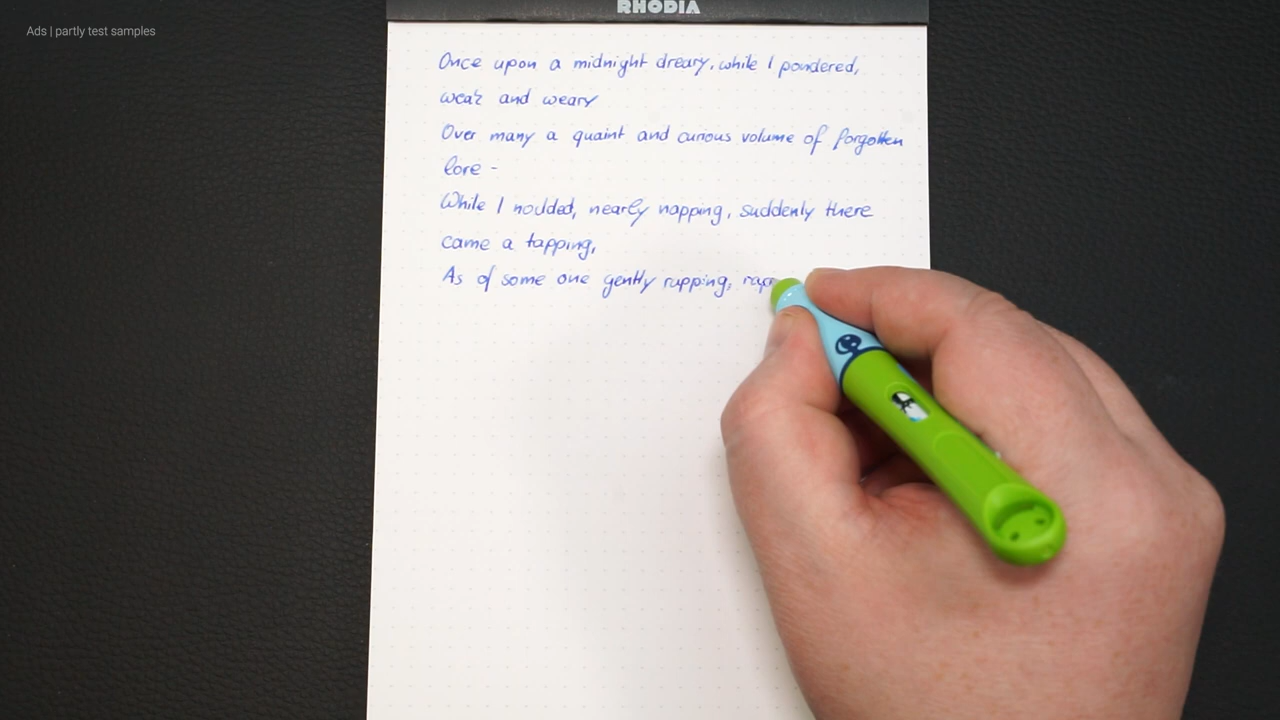 RHODIA
Ads | partly test samples
Once upon a midnight dreary, while I pondered,
weak and weary
Over many a quaint and curious volume of forgotten
lore -
While I nodded, nearly napping, suddenly there
came a tapping,
As of some one gently rapping, rapp